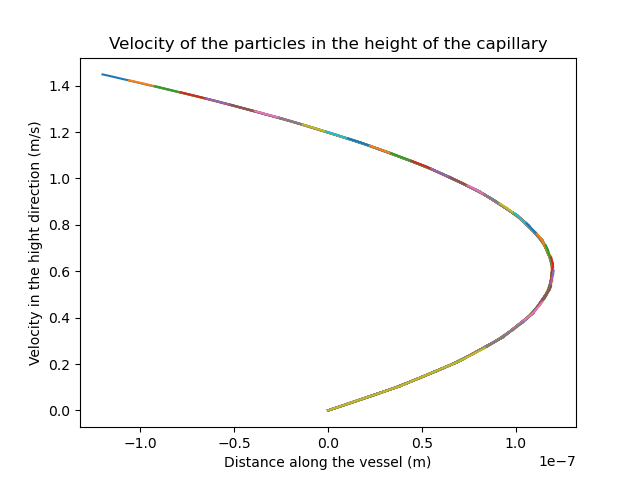 Velocity of the particles in the height of the capillary
Velocity in the hight direction (m/s)
1.4
1.2
1.0
0.8
0.6
0.4
0.2
0.0
−1.0 −0.5 0.0 0.5 1.0
1e−7
Distance along the vessel (m)